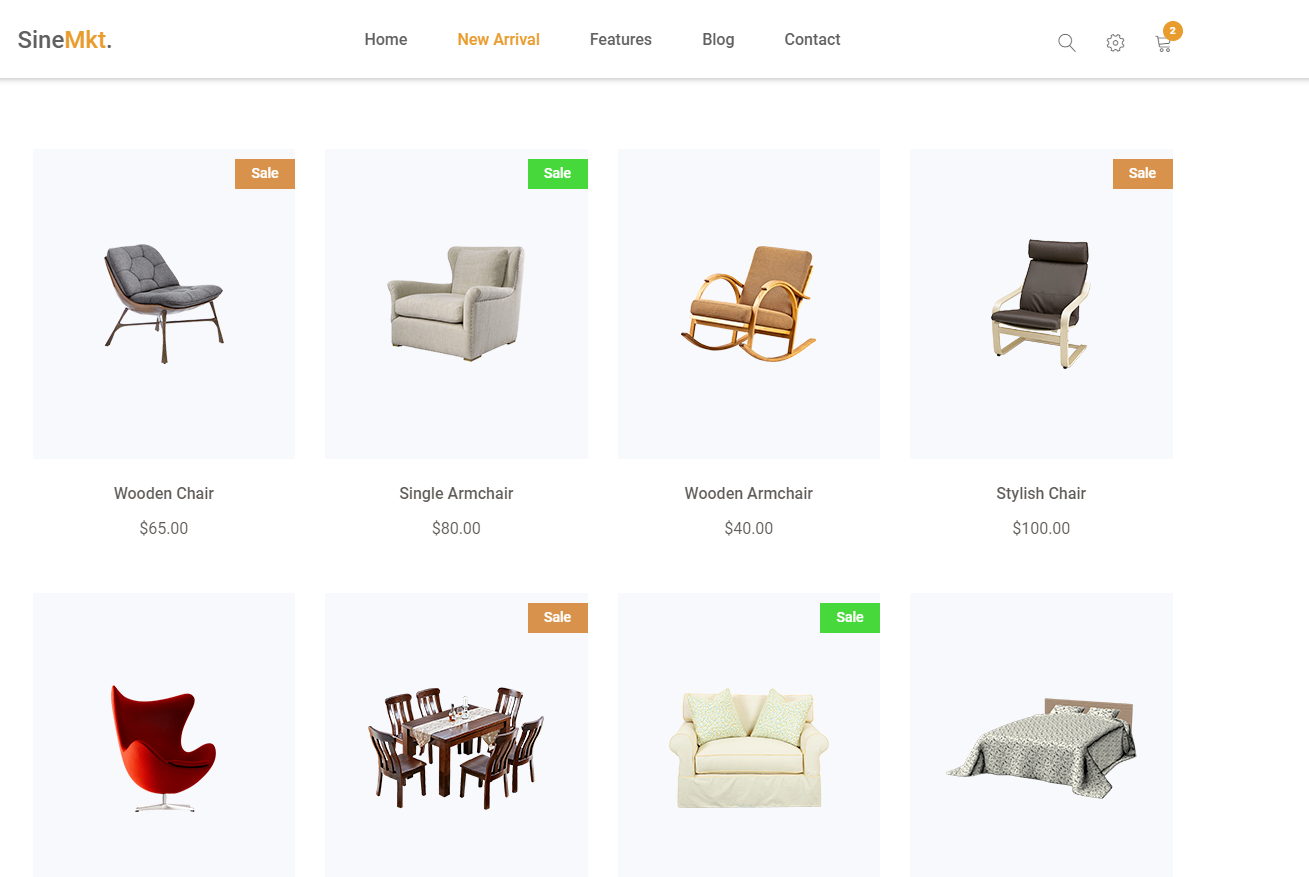 SineMkt.
Home New Arrival Features Blog Contact
2
Sale Sale Sale
Wooden Chair Single Armchair Wooden Armchair Stylish Chair
$65.00 $80.00 $40.00 $100.00
Sale Sale